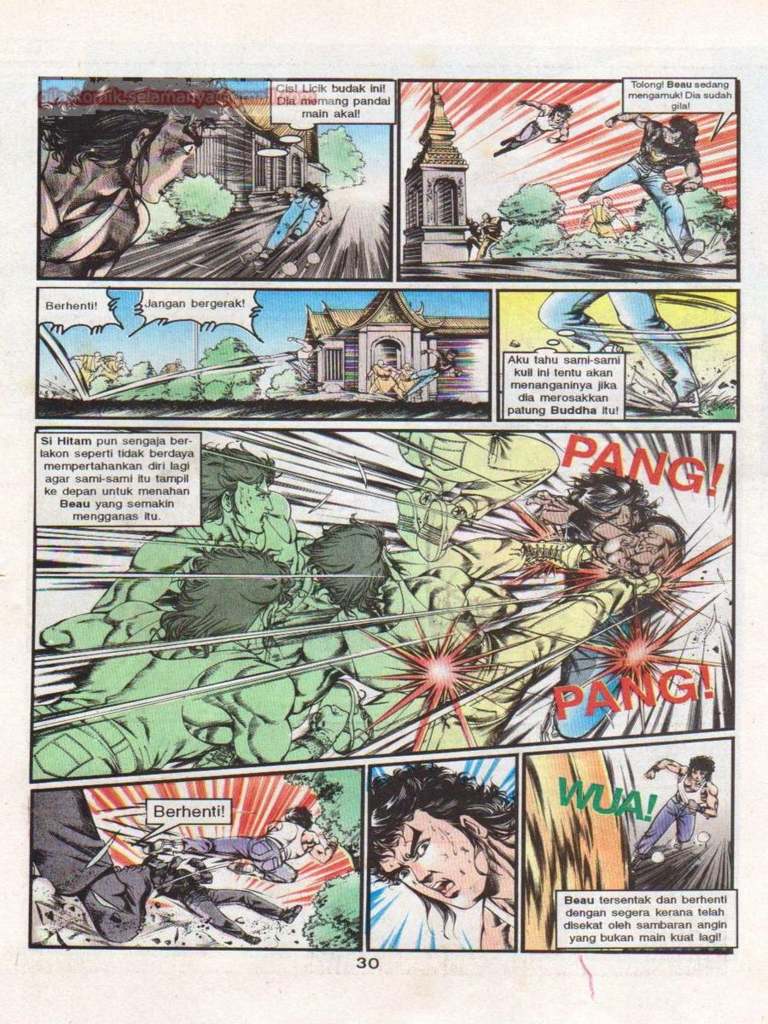 Cis! Licik budak ini!
Dia memang pandai
main akal!
Tolong! Beau sedang
mengamuk! Dia sudah
gila!
Berhenti!
Jangan bergerak!
Aku tahu sami-sami
kuil ini tentu akan
menanganinya jika
dia merosakkan
patung Buddha itu!
Si Hitam pun sengaja ber-
lakon seperti tidak berdaya
mempertahankan diri lagi
agar sami-sami itu tampil
ke depan untuk menahan
Beau yang semakin
mengganas itu.
PANG!
PANG!
Berhenti!
WUA!
Beau tersentak dan berhenti
dengan segera kerana telah
disekat oleh sambaran angin
yang bukan main kuat lagi!
30